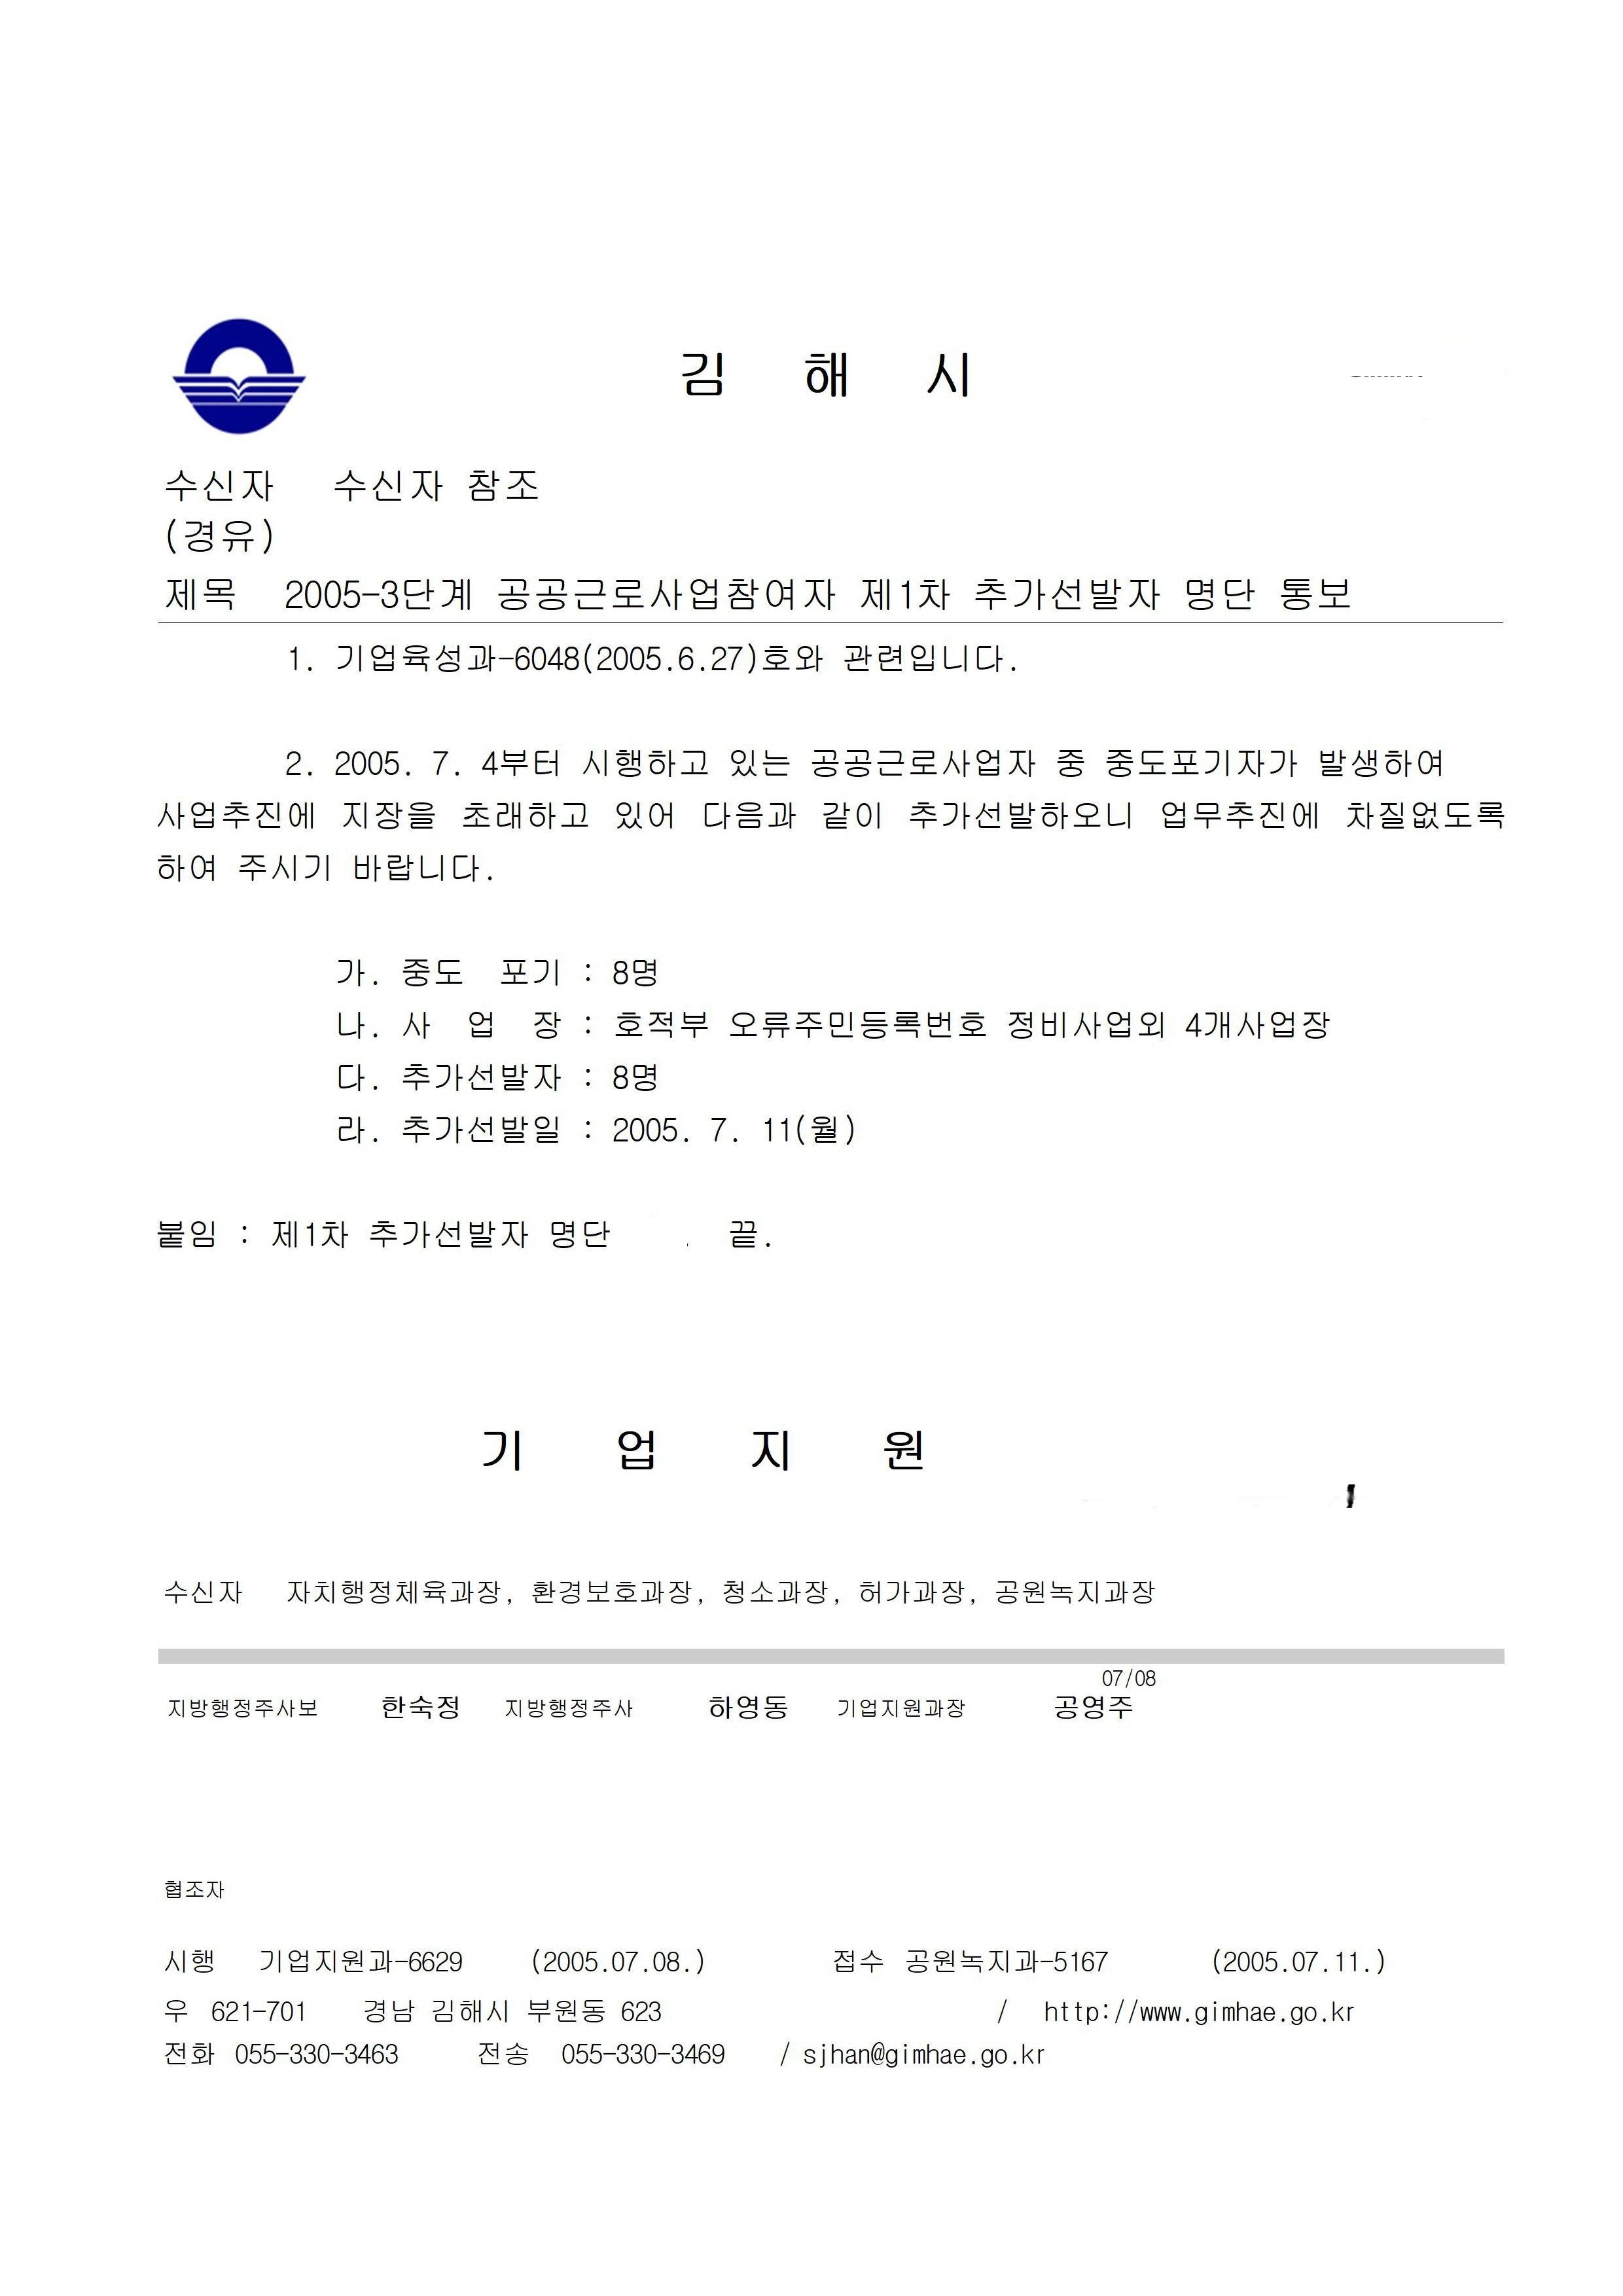 김 해 시
수신자 수신자 참조
(경유)
제목 2005-3단계 공공근로사업참여자 제1차 추가선발자 명단 통보
1. 기업육성과-6048(2005.6.27)호와 관련입니다.
2. 2005. 7. 4부터 시행하고 있는 공공근로사업자 중 중도포기자가 발생하여
사업추진에 지장을 초래하고 있어 다음과 같이 추가선발하오니 업무추진에 차질없도록
하여 주시기 바랍니다.
가. 중도 포기 : 8명
나. 사 업 장 : 호적부 오류주민등록번호 정비사업외 4개사업장
다. 추가선발자 : 8명
라. 추가선발일 : 2005. 7. 11(월)
붙임 : 제1차 추가선발자 명단 . 끝.
기 업 지 원
수신자 자치행정체육과장, 환경보호과장, 청소과장, 허가과장, 공원녹지과장
07/08
지방행정주사보 한숙정 지방행정주사 하영동 기업지원과장 공영주
협조자
시행 기업지원과-6629 (2005.07.08.) 접수 공원녹지과-5167 (2005.07.11.)
우 621-701 경남 김해시 부원동 623 / http://www.gimhae.go.kr
전화 055-330-3463 전송 055-330-3469 / sjhan@gimhae.go.kr